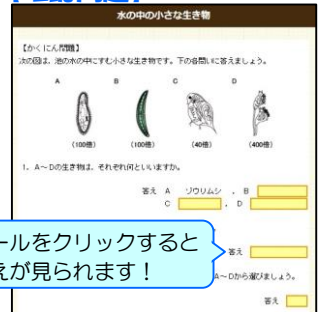 水の中の小さな生き物
【かくにん問題】
次の図は、池の水の中にすむ小さな生き物です。下の各問いに答えましょう。
A B C D
(100倍) (100倍) (40倍) (400倍)
1. A～Dの生き物は、それぞれ何といいますか。
答え A ゾウリムシ , B
C , D
答え
ールをクリックすると
えが見られます！
A～Dから選びましょう。
答え